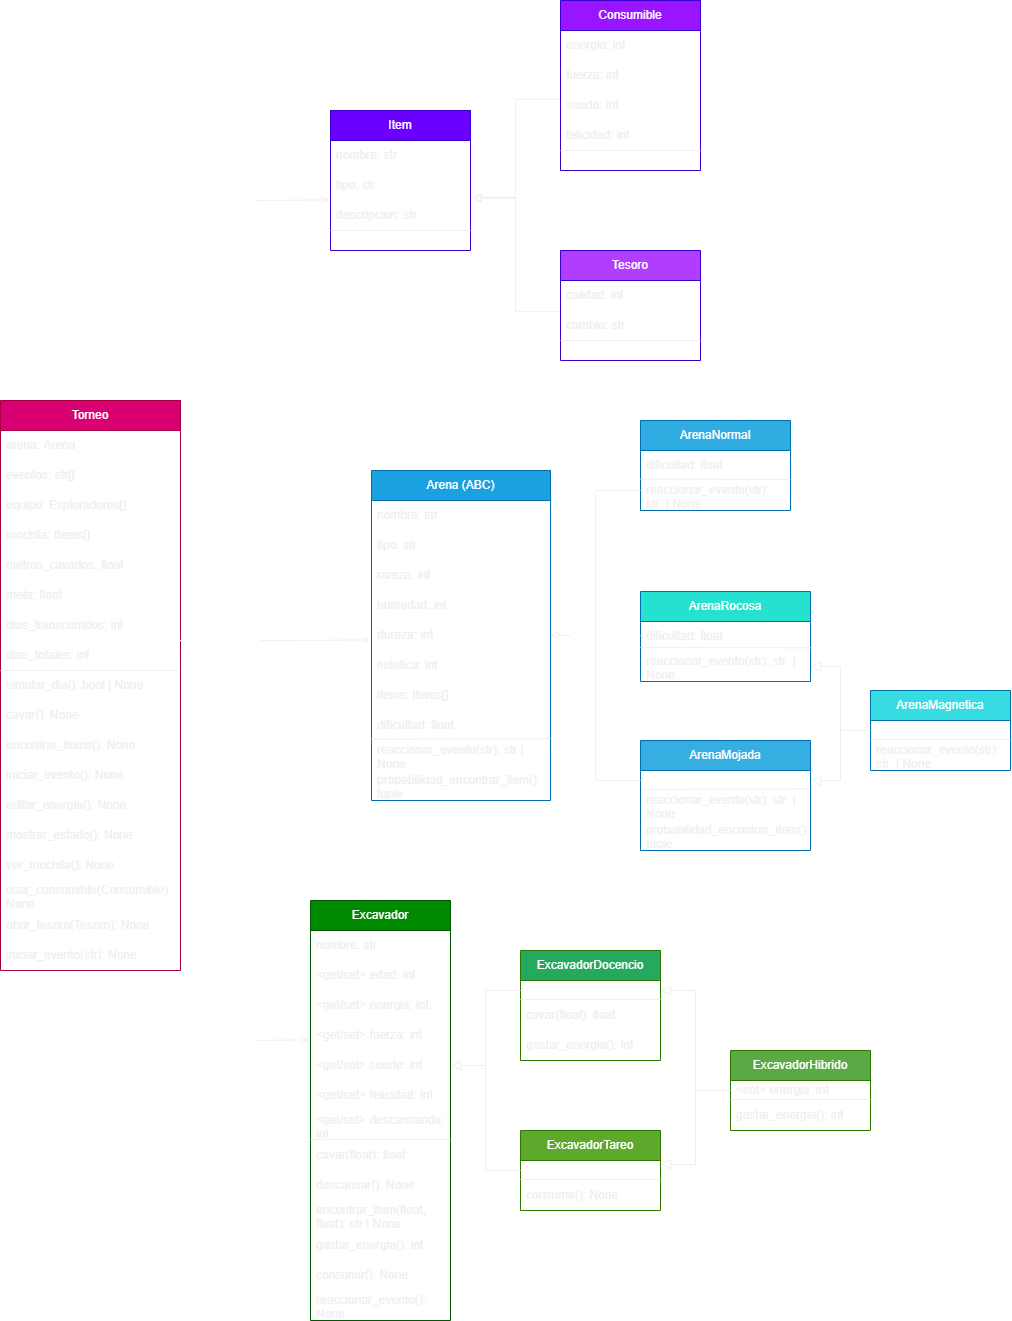 Consumible
energia: int
fuerza: int
suerte: int
felicidad: int
Item
nombre: str
tipo: str
descripcion: str
Tesoro
calidad: int
cambio: str
Torneo
arena: Arena
eventos: str[]
equipo: Exploradores[]
mochila: Items[]
metros_cavados: float
meta: float
dias_transcurridos: int
dias_totales: int
simular_dia(): bool | None
cavar(): None
encontrar_items(): None
iniciar_evento(): None
editar_energia(): None
mostrar_estado(): None
ver_mochila(): None
usar_consumible(Consumible):
None
abrir_tesoro(Tesoro): None
iniciar_evento(str): None
Arena (ABC)
nombre: str
tipo: str
rareza: int
humedad: int
dureza: int
estatica: int
items: Items[]
dificultad: float
reaccionar_evento(str): str |
None
probabilidad_encontrar_item():
tuple
ArenaNormal
dificultad: float
reaccionar_evento(str):
str | None
ArenaRocosa
dificultad: float
reaccionar_evento(str): str |
None
ArenaMojada
reaccionar_evento(str): str |
None
probabilidad_encontrar_item()
tuple
ArenaMagnetica
reaccionar_evento(str):
str | None
Excavador
nombre: str
<get/set> edad: int
<get/set> energia: int
<get/set> fuerza: int
<get/set> suerte: int
<get/set> felicidad: int
<get/set> descansando:
int
cavar(float): float
descansar(): None
encontrar_item(float,
float): str | None
gastar_energia(): int
consumir(): None
reaccionar_evento():
None
ExcavadorDocencio
cavar(float): float
gastar_energia(): int
ExcavadorTareo
consumir(): None
ExcavadorHibrido
<set> energia: int
gastar_energia(): int